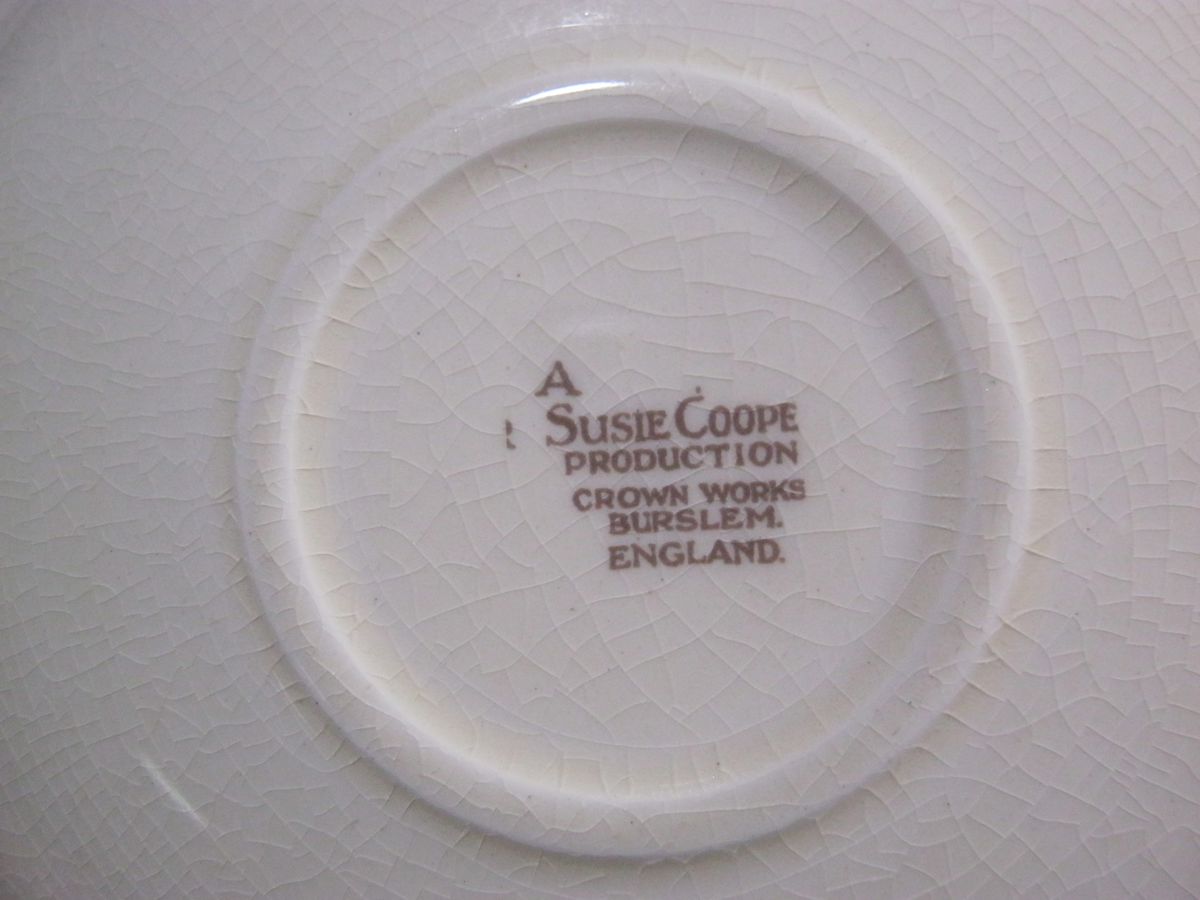 A
SUSIE COOPE
PRODUCTION
CROWN WORKS
BURSLEM.
ENGLAND.